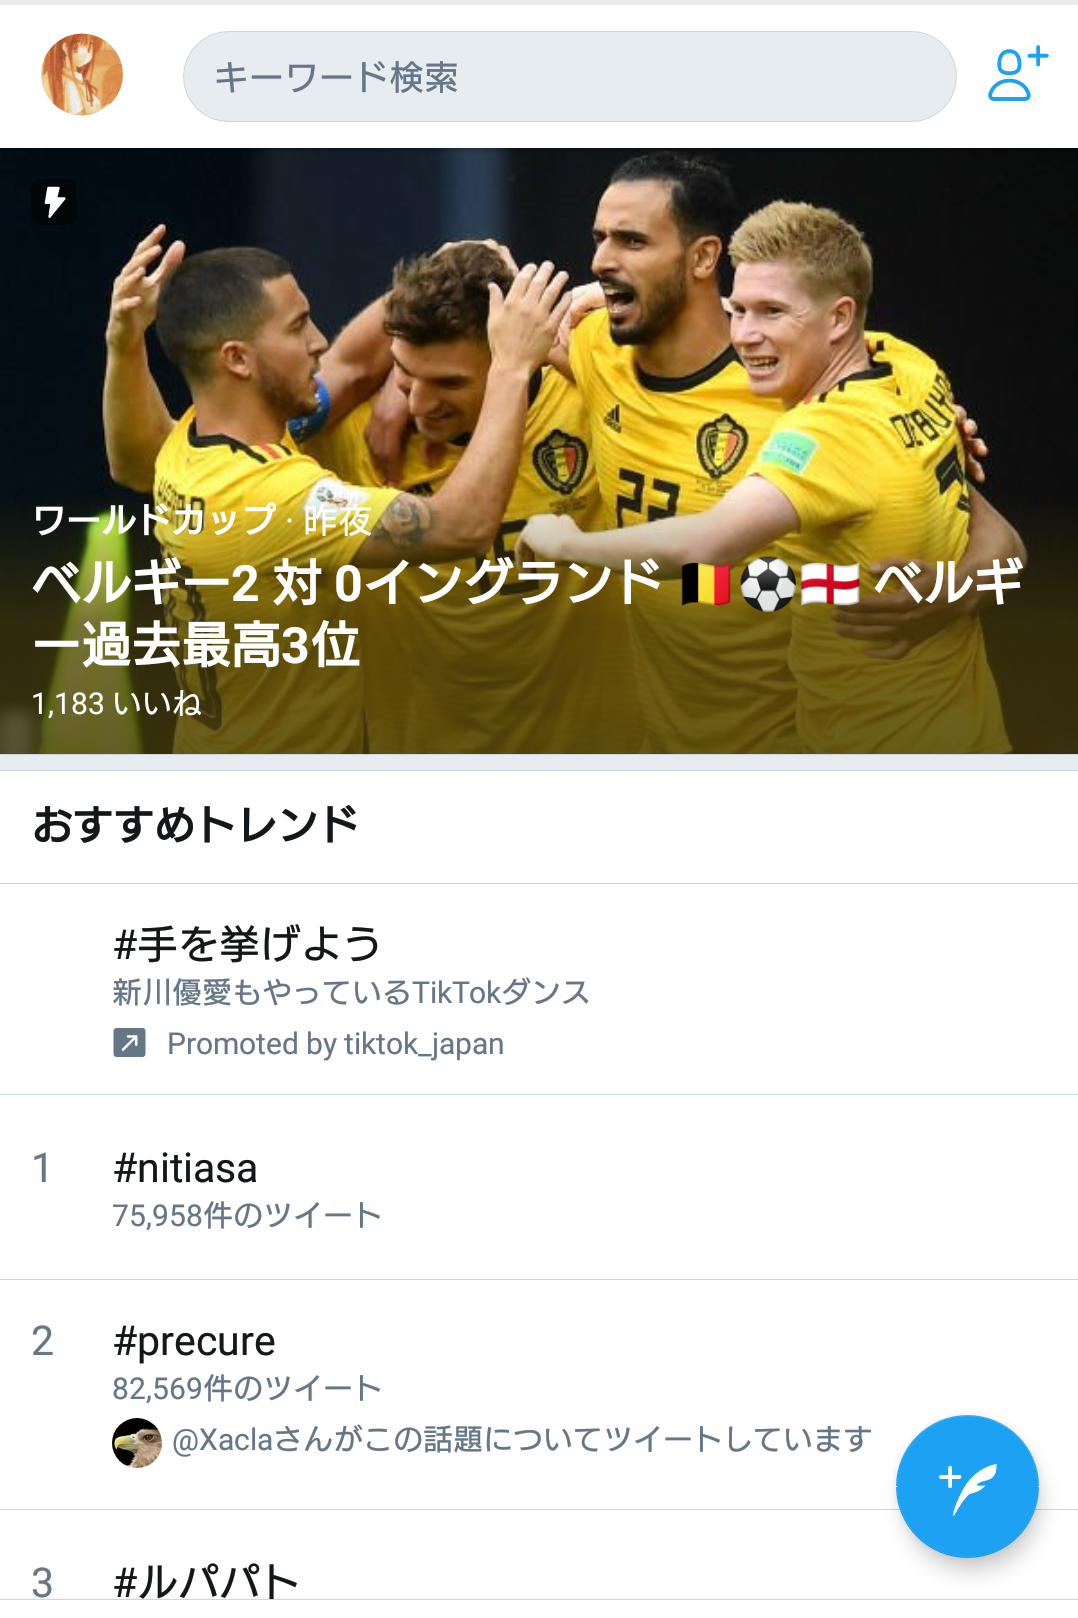 キーワード検索
DE BRUYNE
22
ワールドカップ · 昨夜
ベルギー2 対 0イングランド 🇧🇪⚽🏴󠁧󠁢󠁥󠁮󠁧󠁿 ベルギ
ー過去最高3位
1,183 いいね
おすすめトレンド
#手を挙げよう
新川優愛もやっているTikTokダンス
Promoted by tiktok_japan
1 #nitiasa
75,958件のツイート
2 #precure
82,569件のツイート
@Xaclaさんがこの話題についてツイートしています
3 #ルパパト